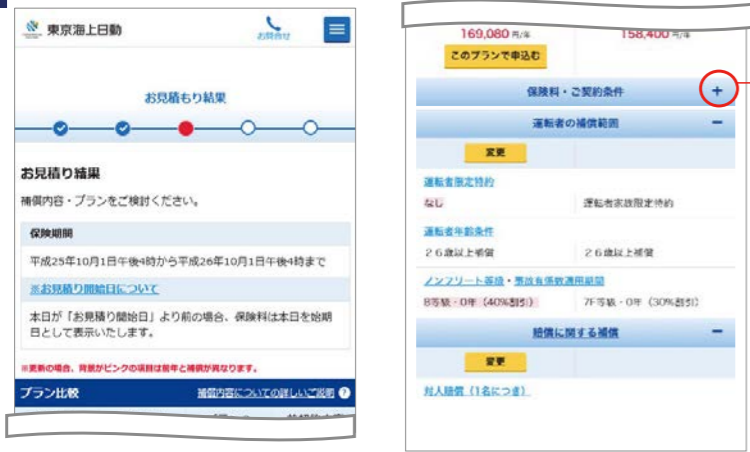 東京海上日動
お問合せ
お見積もり結果
お見積り結果
補償内容・プランをご検討ください。
保険期間
平成25年10月1日午後4時から平成26年10月1日午後4時まで
※お見積り開始日について
本日が「お見積り開始日」より前の場合、保険料は本日を始期
日として表示いたします。
※更新の場合、背景がピンクの項目は前年と補償が異なります。
プラン比較
補償内容についての詳しいご説明 ?
169,080 円/年
158,400 円/年
このプランで申込む
保険料・ご契約条件 +
運転者の補償範囲 −
変更
運転者限定特約
なし
運転者家族限定特約
運転者年齢条件
26歳以上補償
26歳以上補償
ノンフリート等級・事故有係数適用期間
8等級・0年（40%割引）
7F等級・0年（30%割引）
賠償に関する補償 −
変更
対人賠償（1名につき）